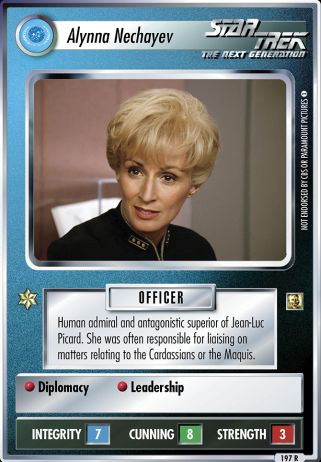 Alynna Nechayev
STAR TREK
THE NEXT GENERATION
NOT ENDORSED BY CBS OR PARAMOUNT PICTURES
OFFICER
Human admiral and antagonistic superior of Jean-Luc
Picard. She was often responsible for liaising on
matters relating to the Cardassians or the Maquis.
Diplomacy Leadership
INTEGRITY 7 CUNNING 8 STRENGTH 3
197 R